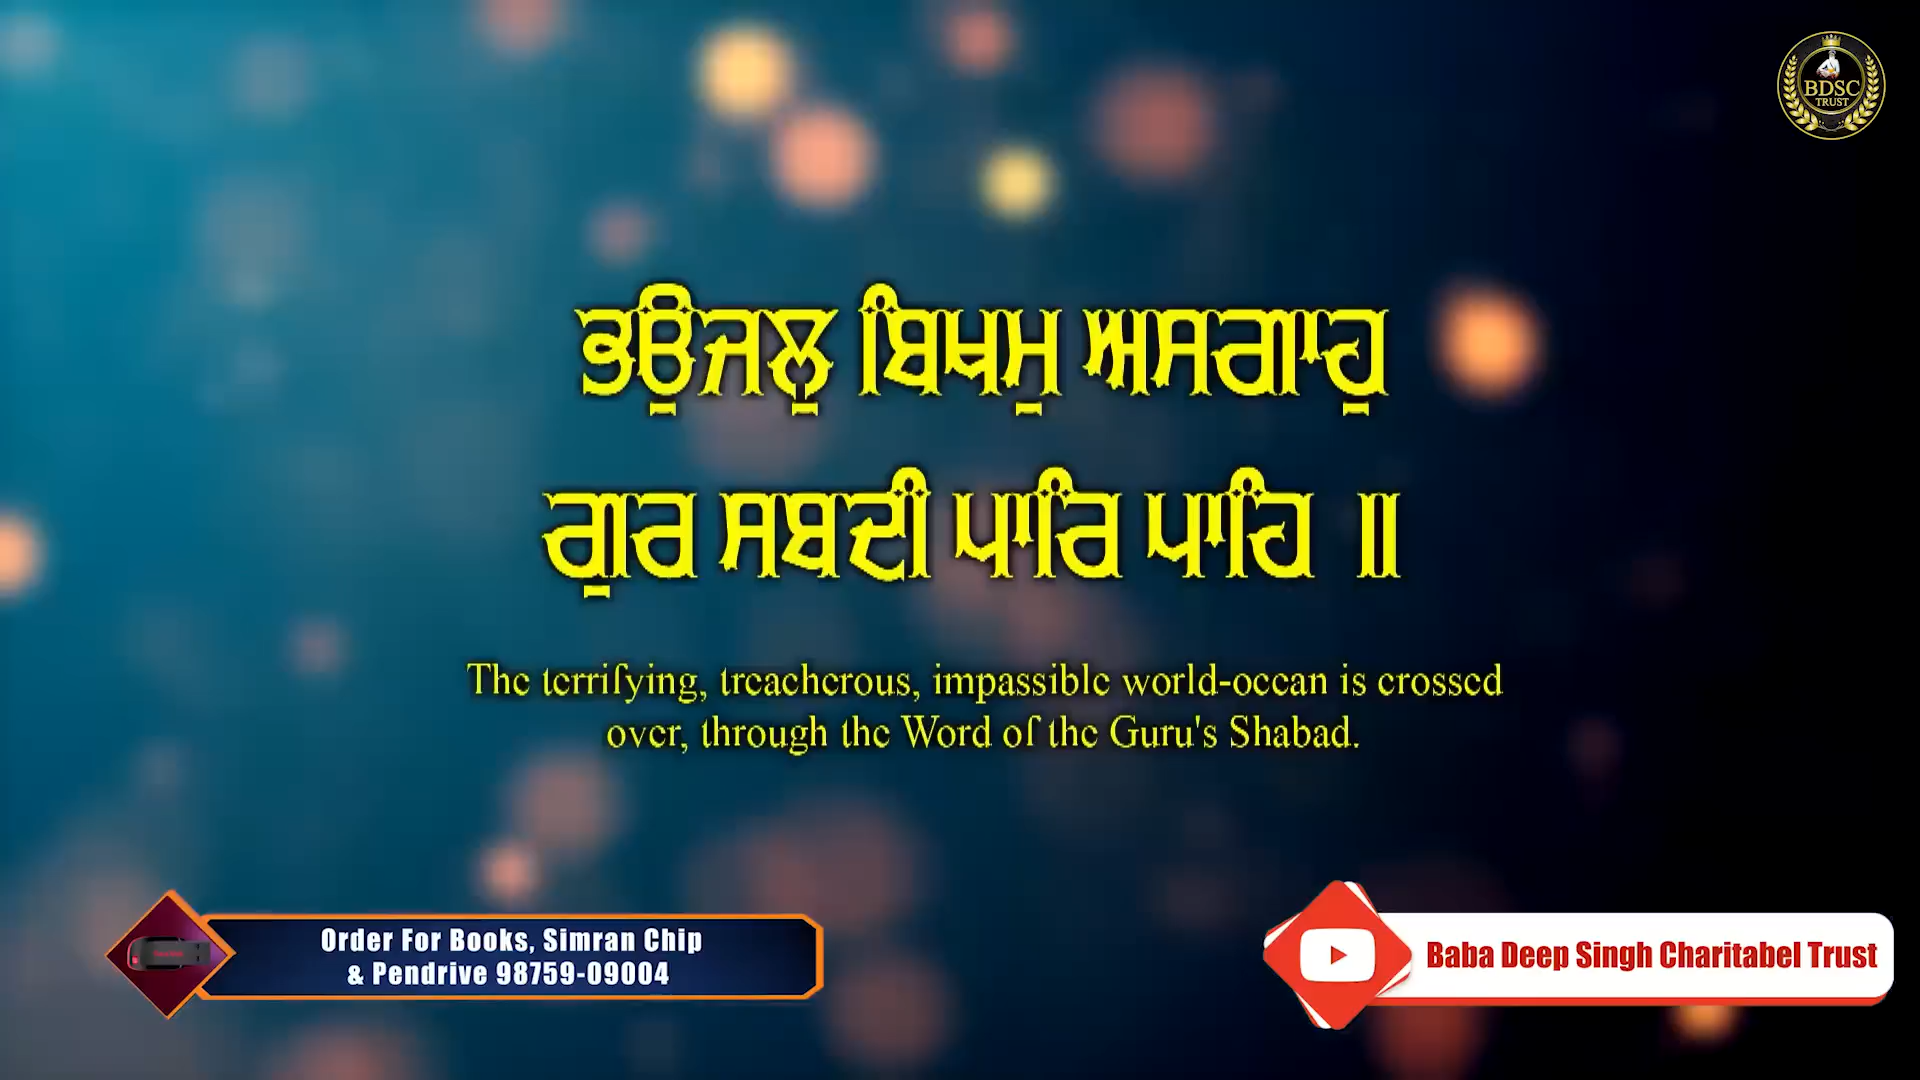 BDSC
TRUST
ਭਉਜਲੁ ਬਿਖਮੁ ਅਸਗਾਹੁ
ਗੁਰ ਸਬਦੀ ਪਾਰਿ ਪਾਹਿ ॥
The terrifying, treacherous, impassible world-ocean is crossed
over, through the Word of the Guru's Shabad.
Order For Books, Simran Chip
& Pendrive 98759-09004
Baba Deep Singh Charitabel Trust